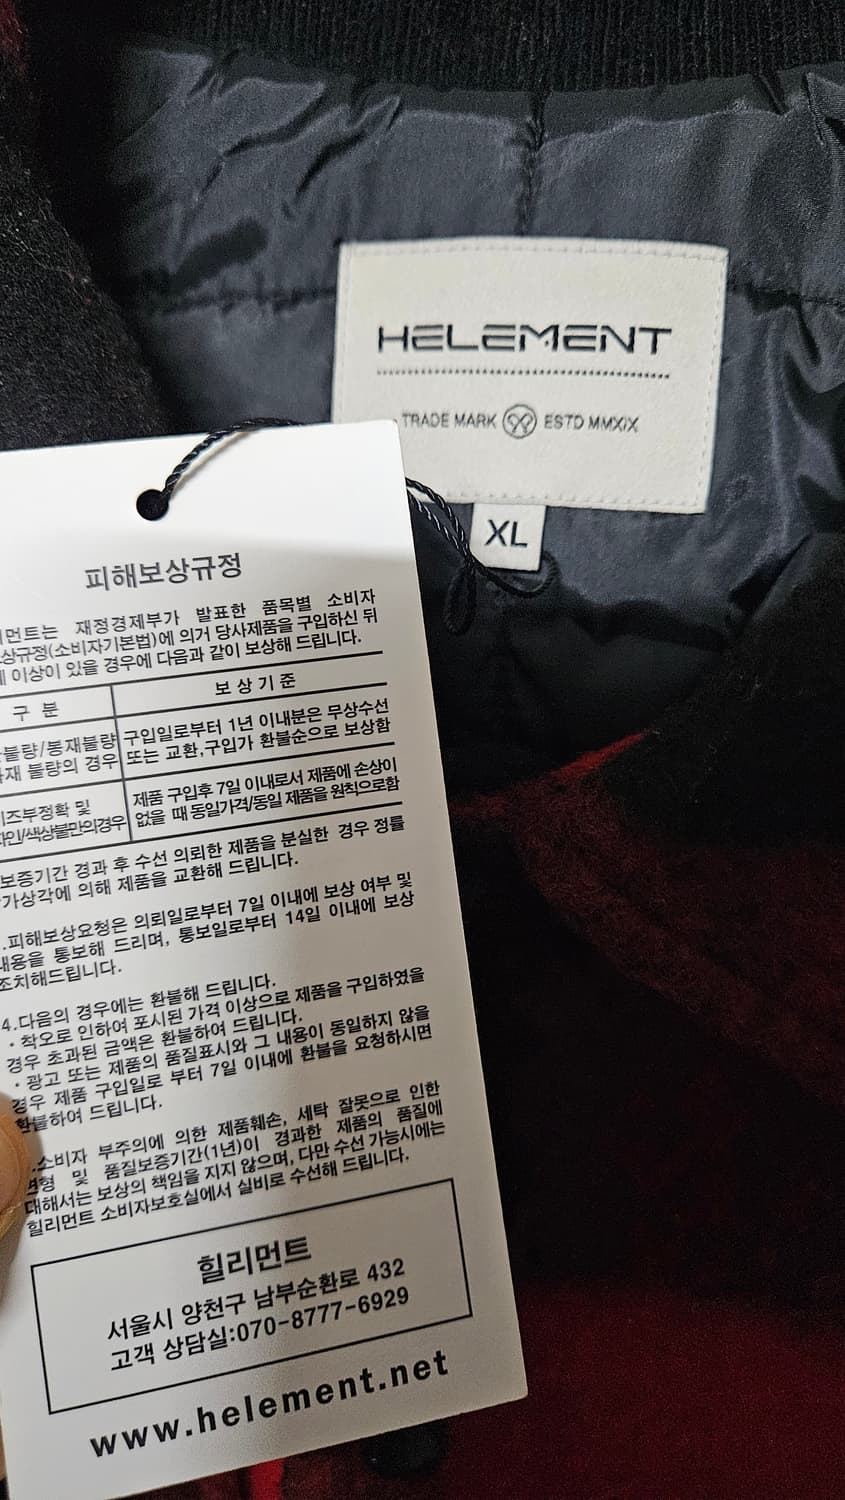 HELEMENT
TRADE MARK
ESTD MMXIX
XL
피해보상규정
먼트는 재정경제부가 발표한 품목별 소비자
상규정(소비자기본법)에 의거 당사제품을 구입하신 뒤
이상이 있을 경우에 다음과 같이 보상해 드립니다.
구 분
보 상 기 준
불량/봉재불량
재 불량의 경우
구입일로부터 1년 이내분은 무상수선
또는 교환,구입가 환불순으로 보상함
즈부정확 및
인/색상불만의경우
제품 구입후 7일 이내로서 제품에 손상이
없을 때 동일가격/동일 제품을 원칙으로함
보증기간 경과 후 수선 의뢰한 제품을 분실한 경우 정률
가상각에 의해 제품을 교환해 드립니다.
.피해보상요청은 의뢰일로부터 7일 이내에 보상 여부 및
내용을 통보해 드리며, 통보일로부터 14일 이내에 보상
조치해드립니다.
4.다음의 경우에는 환불해 드립니다.
· 착오로 인하여 표시된 가격 이상으로 제품을 구입하였을
경우 초과된 금액은 환불하여 드립니다.
· 광고 또는 제품의 품질표시와 그 내용이 동일하지 않을
경우 제품 구입일로 부터 7일 이내에 환불을 요청하시면
환불하여 드립니다.
.소비자 부주의에 의한 제품훼손, 세탁 잘못으로 인한
변형 및 품질보증기간(1년)이 경과한 제품의 품질에
대해서는 보상의 책임을 지지 않으며, 다만 수선 가능시에는
힐리먼트 소비자보호실에서 실비로 수선해 드립니다.
힐리먼트
서울시 양천구 남부순환로 432
고객 상담실:070-8777-6929
www.helement.net